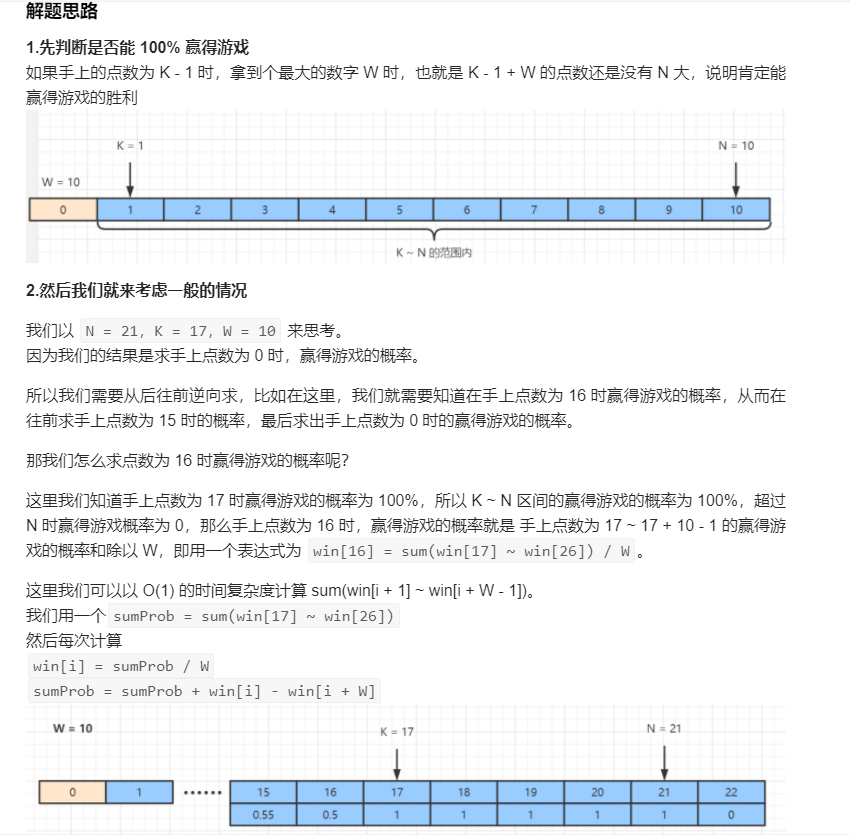 解题思路
1.先判断是否能 100% 赢得游戏
如果手上的点数为 K - 1 时，拿到个最大的数字 W 时，也就是 K - 1 + W 的点数还是没有 N 大，说明肯定能
赢得游戏的胜利
K = 1
N = 10
W = 10
0 1 2 3 4 5 6 7 8 9 10
K ~ N 的范围内
2.然后我们就来考虑一般的情况
我们以 N = 21, K = 17, W = 10 来思考。
因为我们的结果是求手上点数为 0 时，赢得游戏的概率。
所以我们需要从后往前逆向求，比如在这里，我们就需要知道在手上点数为 16 时赢得游戏的概率，从而在
往前求手上点数为 15 时的概率，最后求出手上点数为 0 时的赢得游戏的概率。
那我们怎么求点数为 16 时赢得游戏的概率呢？
这里我们知道手上点数为 17 时赢得游戏的概率为 100%，所以 K ~ N 区间的赢得游戏的概率为 100%，超过
N 时赢得游戏概率为 0，那么手上点数为 16 时，赢得游戏的概率就是 手上点数为 17 ~ 17 + 10 - 1 的赢得游
戏的概率和除以 W，即用一个表达式为 win[16] = sum(win[17] ~ win[26]) / W 。
这里我们可以以 O(1) 的时间复杂度计算 sum(win[i + 1] ~ win[i + W - 1])。
我们用一个 sumProb = sum(win[17] ~ win[26])
然后每次计算
win[i] = sumProb / W
sumProb = sumProb + win[i] - win[i + W]
W = 10
K = 17
N = 21
0 1 ······ 15 16 17 18 19 20 21 22
0.55 0.5 1 1 1 1 1 0